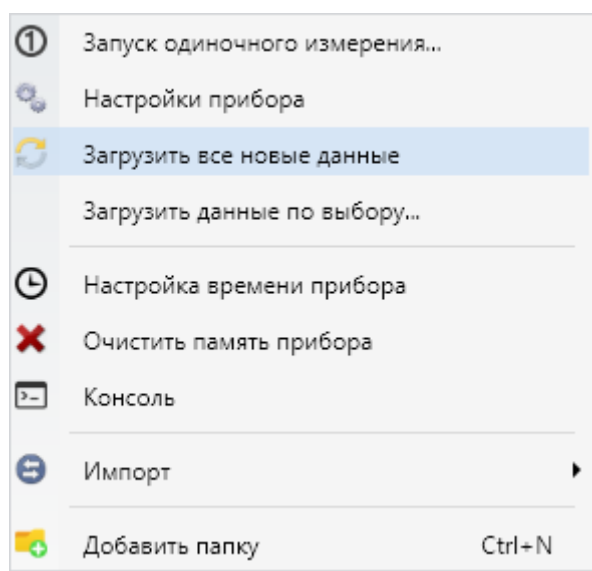 Запуск одиночного измерения...
Настройки прибора
Загрузить все новые данные
Загрузить данные по выбору...
Настройка времени прибора
Очистить память прибора
Консоль
Импорт
Добавить папку Ctrl+N